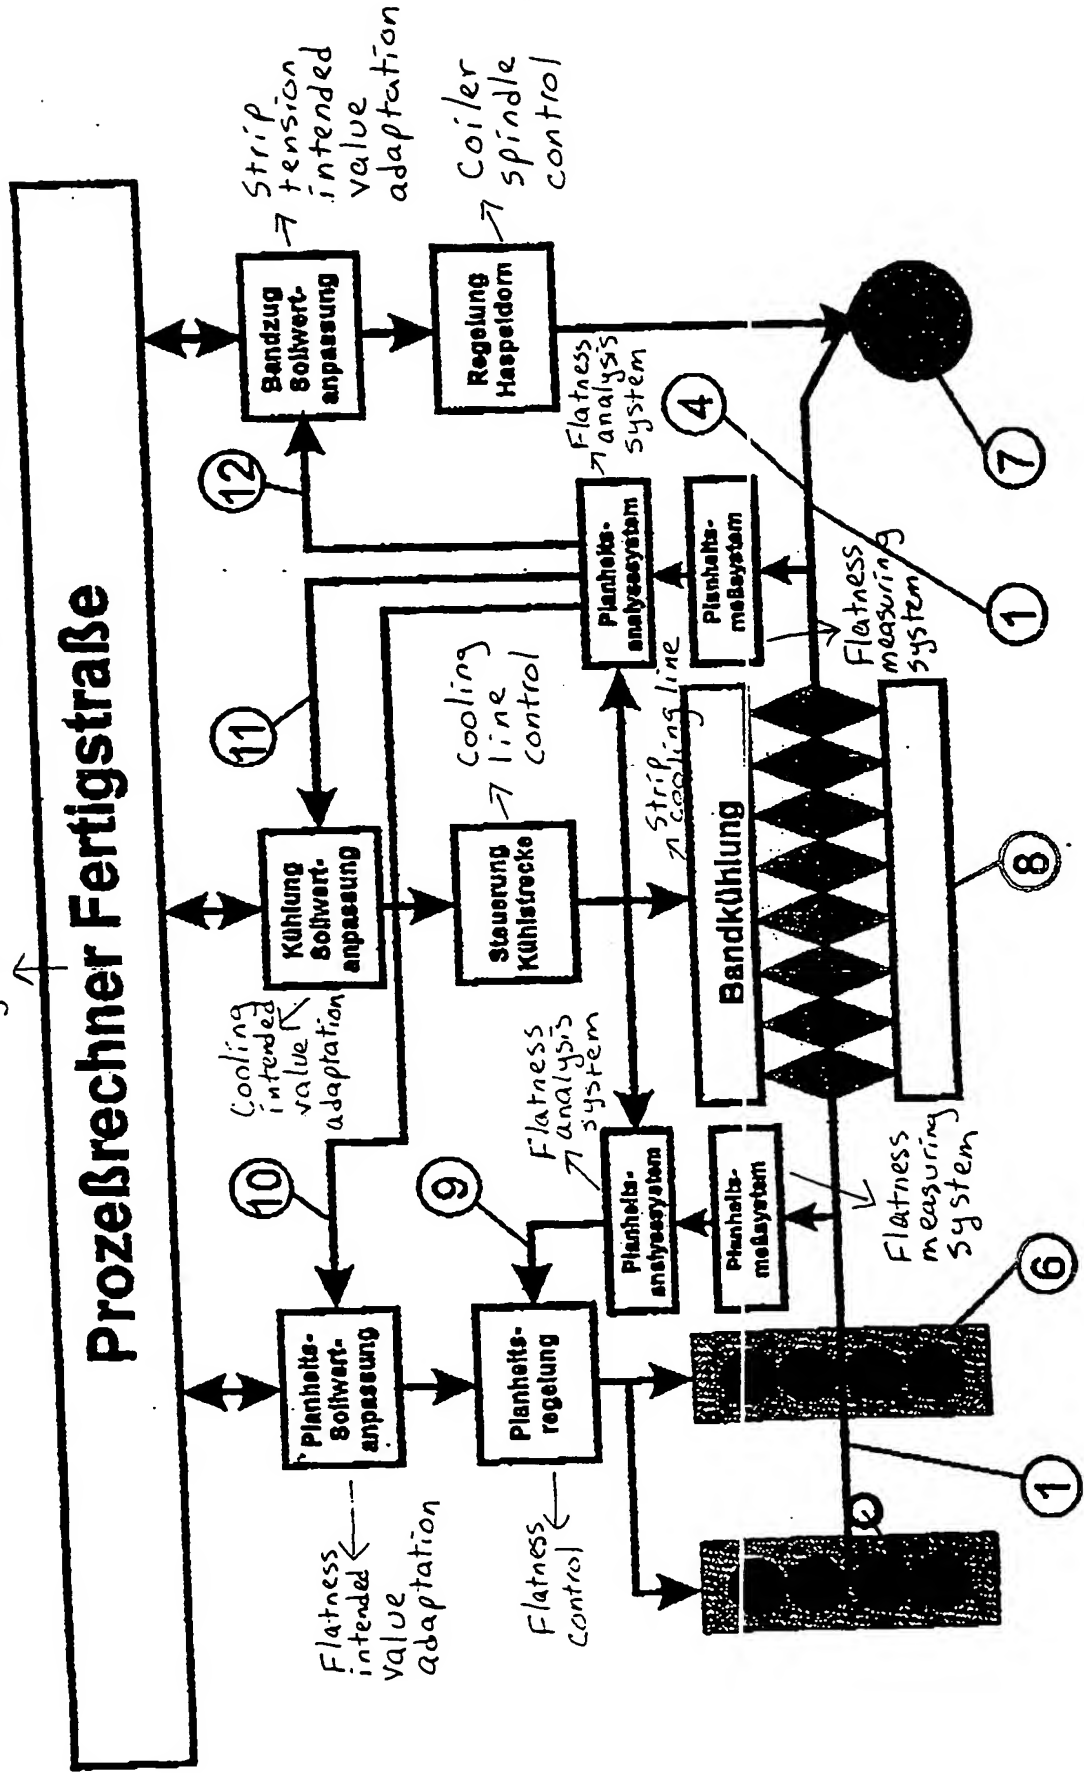 Prozeßrechner Fertigstraße
Planheits-
Sollwert-
anpassung
Flatness
intended
value
adaptation
10
Kühlung
Sollwert-
anpassung
Cooling
intended
value
adaptation
11
12
Bandzug
Sollwert-
anpassung
Strip
tension
intended
value
adaptation
Planheits-
regelung
Flatness
control
9
Steuerung
Kühlstrecke
Cooling
line
control
Regelung
Haspeldorn
Coiler
spindle
control
Planheits-
analysesystem
Flatness
analysis
system
Planheits-
analysesystem
Flatness
analysis
system
Planheits-
meßsystem
Flatness
measuring
system
Bandkühlung
Strip
cooling line
Planheits-
meßsystem
Flatness
measuring
system
4
1
6
8
1
7